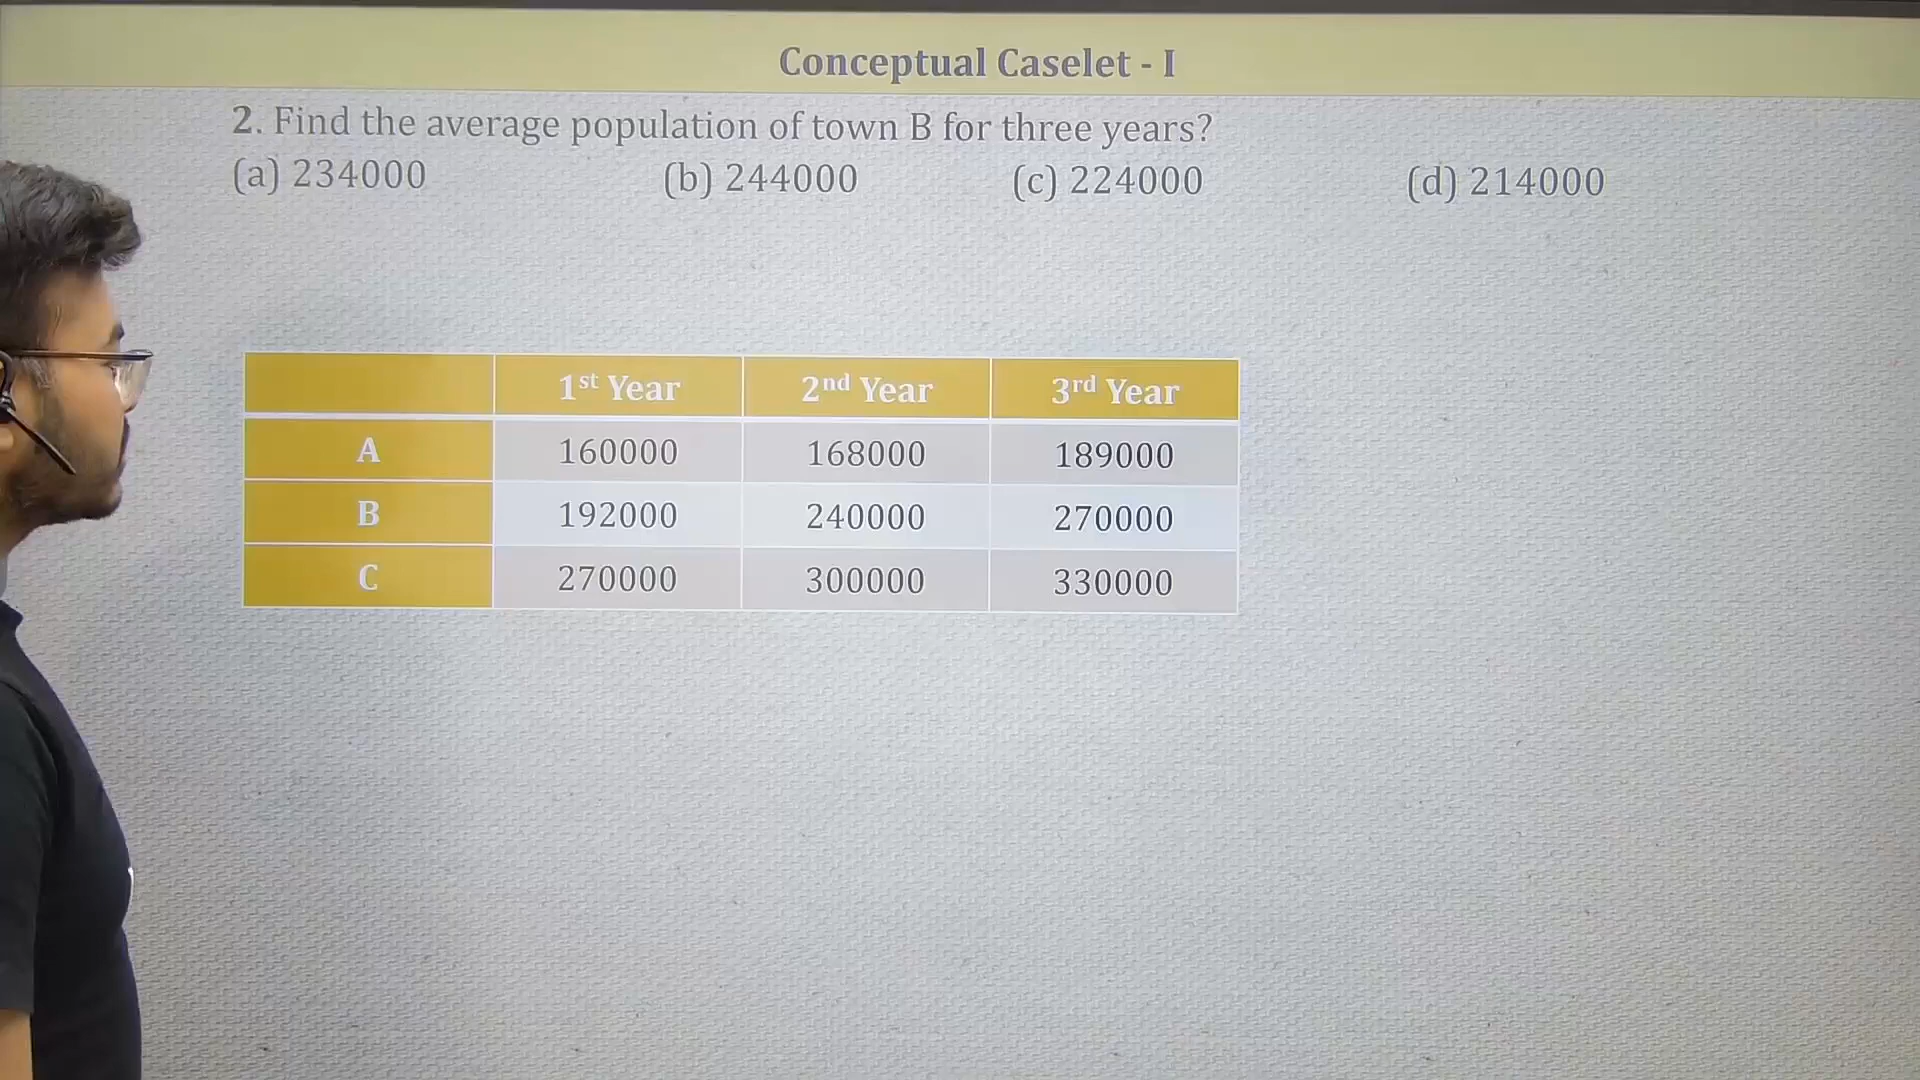 Conceptual Caselet - I
2. Find the average population of town B for three years?
(a) 234000 (b) 244000 (c) 224000 (d) 214000
1st Year 2nd Year 3rd Year
A 160000 168000 189000
B 192000 240000 270000
C 270000 300000 330000